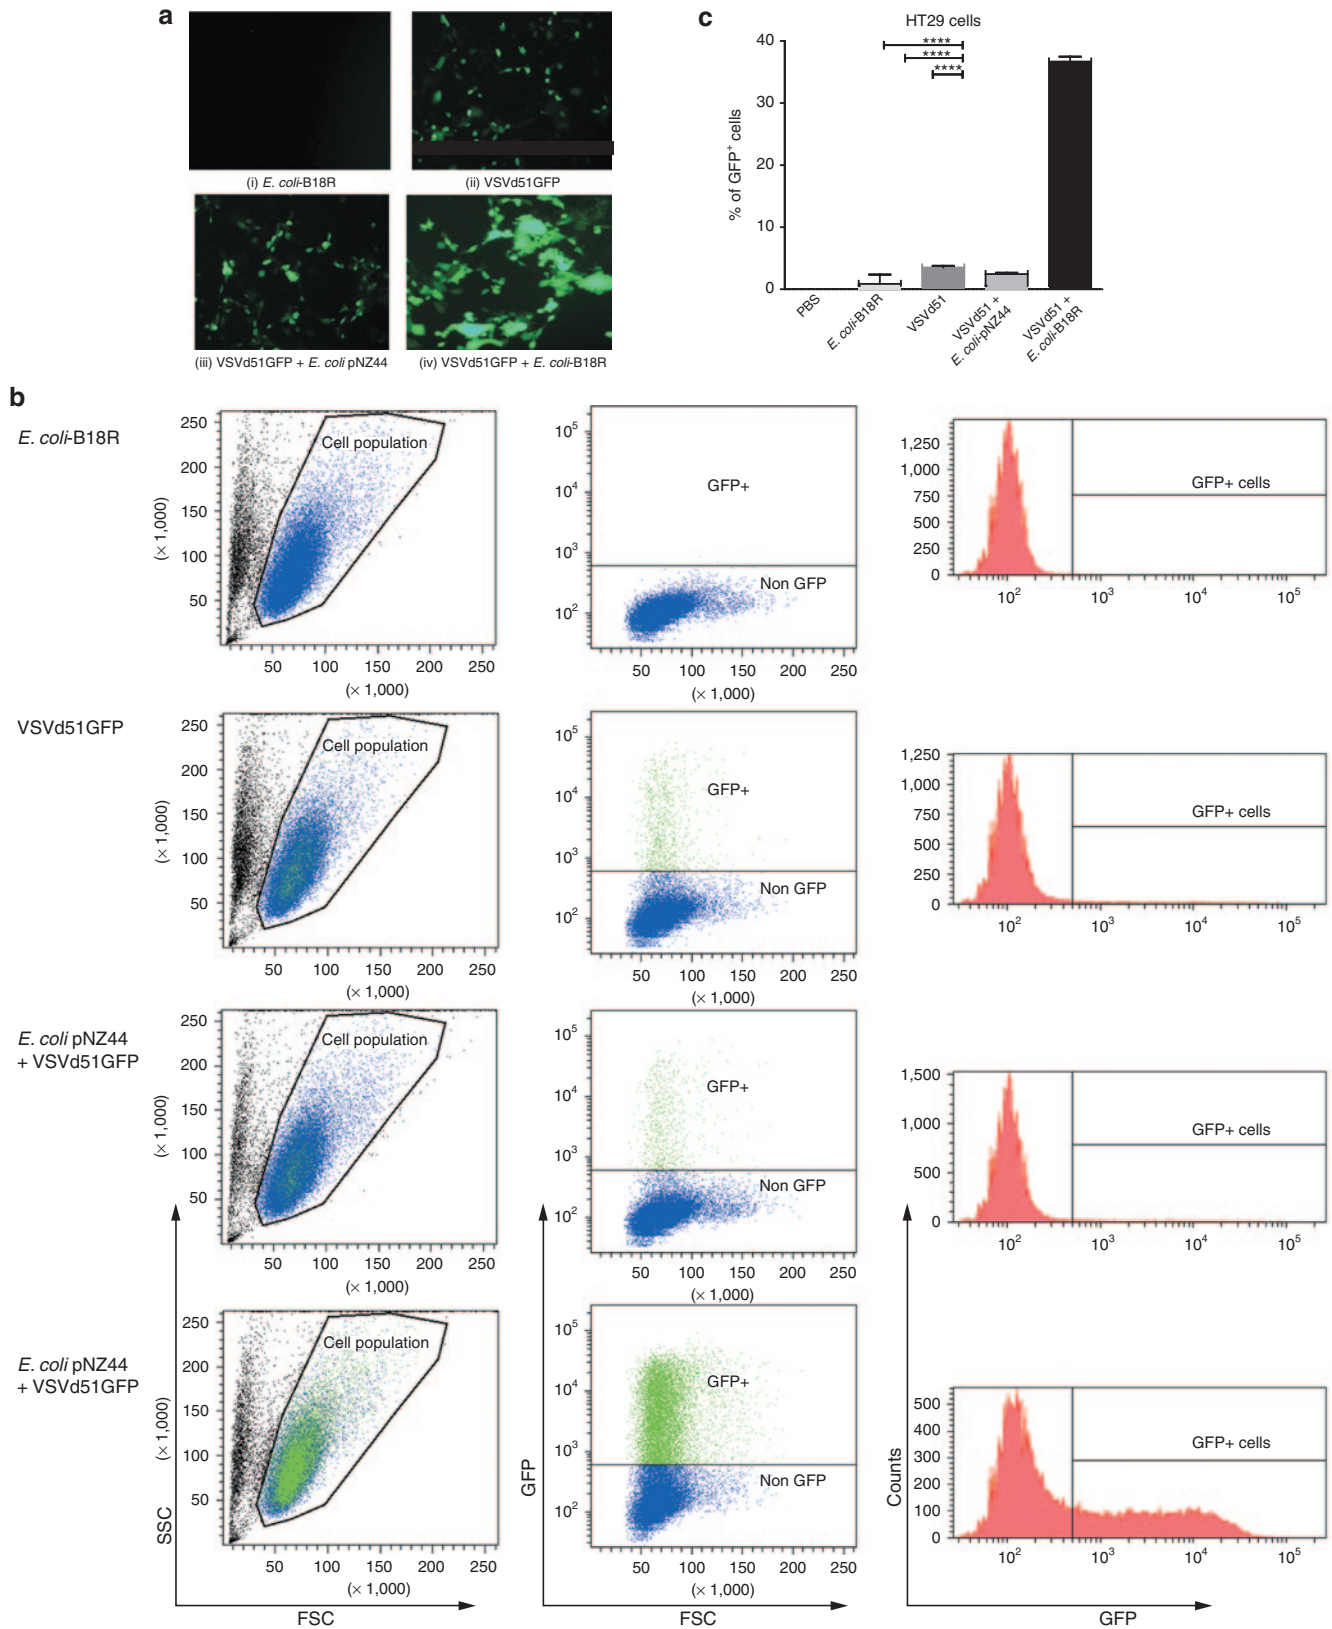 a
(i) E. coli-B18R
(ii) VSVd51GFP
(iii) VSVd51GFP + E. coli pNZ44
(iv) VSVd51GFP + E. coli-B18R
c
HT29 cells
****
****
****
% of GFP+ cells
40
30
20
10
0
PBS
E. coli-B18R
VSVd51
VSVd51 +
E. coli-pNZ44
VSVd51 +
E. coli-B18R
b
E. coli-B18R
(× 1,000)
250
200
150
100
50
Cell population
50 100 150 200 250
(× 1,000)
10^5
10^4
10^3
10^2
GFP+
Non GFP
50 100 150 200 250
(× 1,000)
1,250
1,000
750
500
250
0
GFP+ cells
10^2 10^3 10^4 10^5
VSVd51GFP
(× 1,000)
250
200
150
100
50
Cell population
50 100 150 200 250
(× 1,000)
10^5
10^4
10^3
10^2
GFP+
Non GFP
50 100 150 200 250
(× 1,000)
1,250
1,000
750
500
250
0
GFP+ cells
10^2 10^3 10^4 10^5
E. coli pNZ44
+ VSVd51GFP
(× 1,000)
250
200
150
100
50
Cell population
50 100 150 200 250
(× 1,000)
10^5
10^4
10^3
10^2
GFP+
Non GFP
50 100 150 200 250
(× 1,000)
1,500
1,000
500
0
GFP+ cells
10^2 10^3 10^4 10^5
E. coli pNZ44
+ VSVd51GFP
SSC
(× 1,000)
250
200
150
100
50
Cell population
50 100 150 200 250
(× 1,000)
FSC
GFP
10^5
10^4
10^3
10^2
GFP+
Non GFP
50 100 150 200 250
(× 1,000)
FSC
Counts
500
400
300
200
100
0
GFP+ cells
10^2 10^3 10^4 10^5
GFP